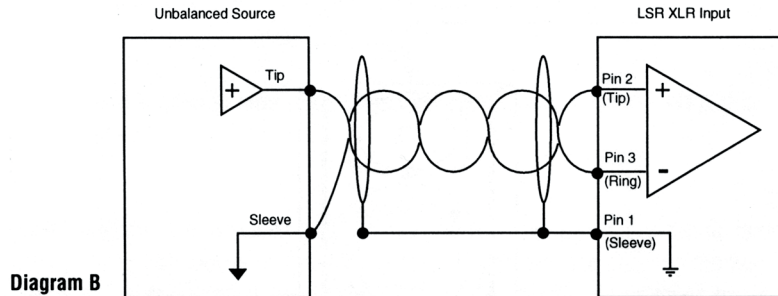 Unbalanced Source
LSR XLR Input
Tip
+
Pin 2
(Tip)
+
Pin 3
(Ring)
-
Sleeve
Pin 1
(Sleeve)
Diagram B